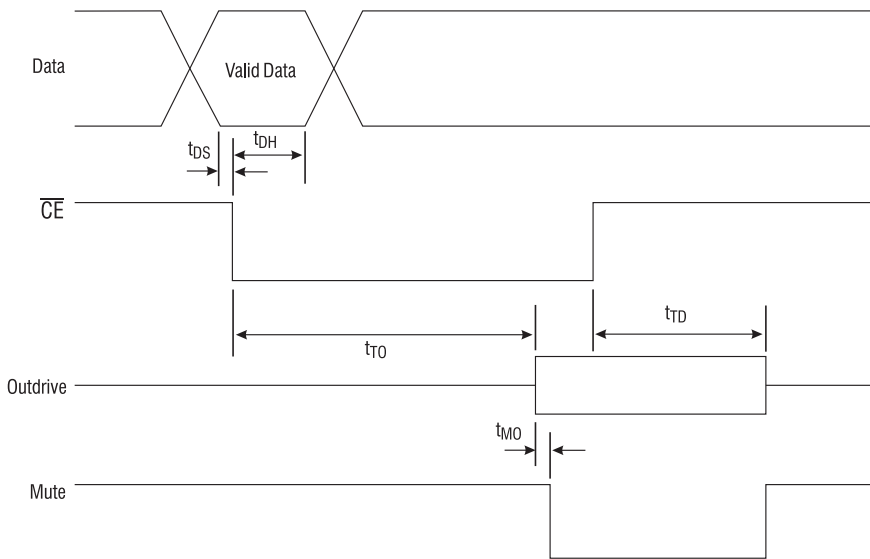 Data
Valid Data
tDS
tDH
CE
tTO
tTD
Outdrive
tMO
Mute